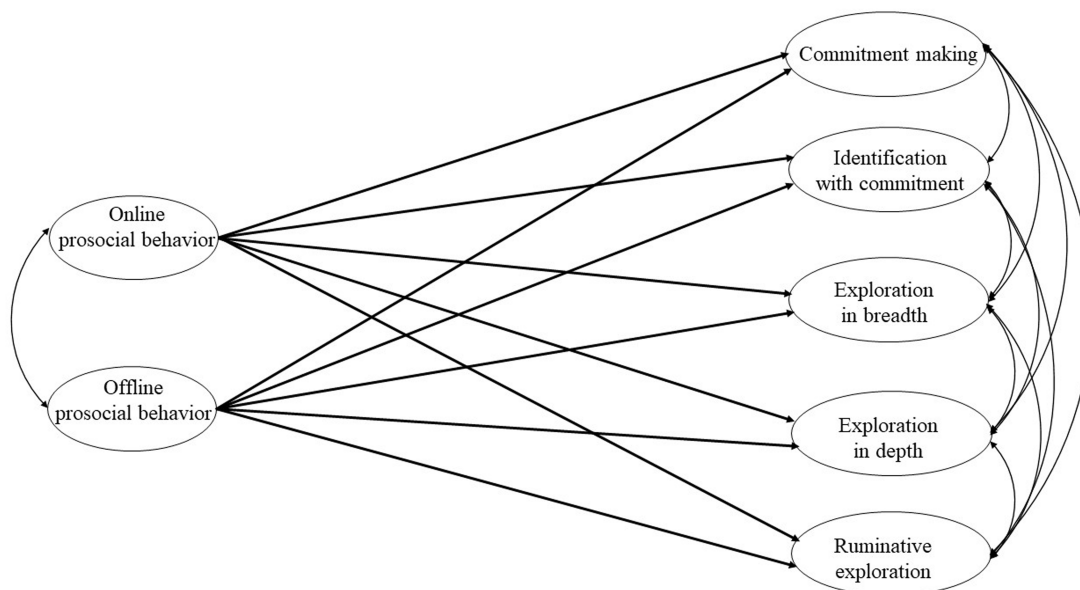 Commitment making
Identification
with commitment
Online
prosocial behavior
Exploration
in breadth
Offline
prosocial behavior
Exploration
in depth
Ruminative
exploration